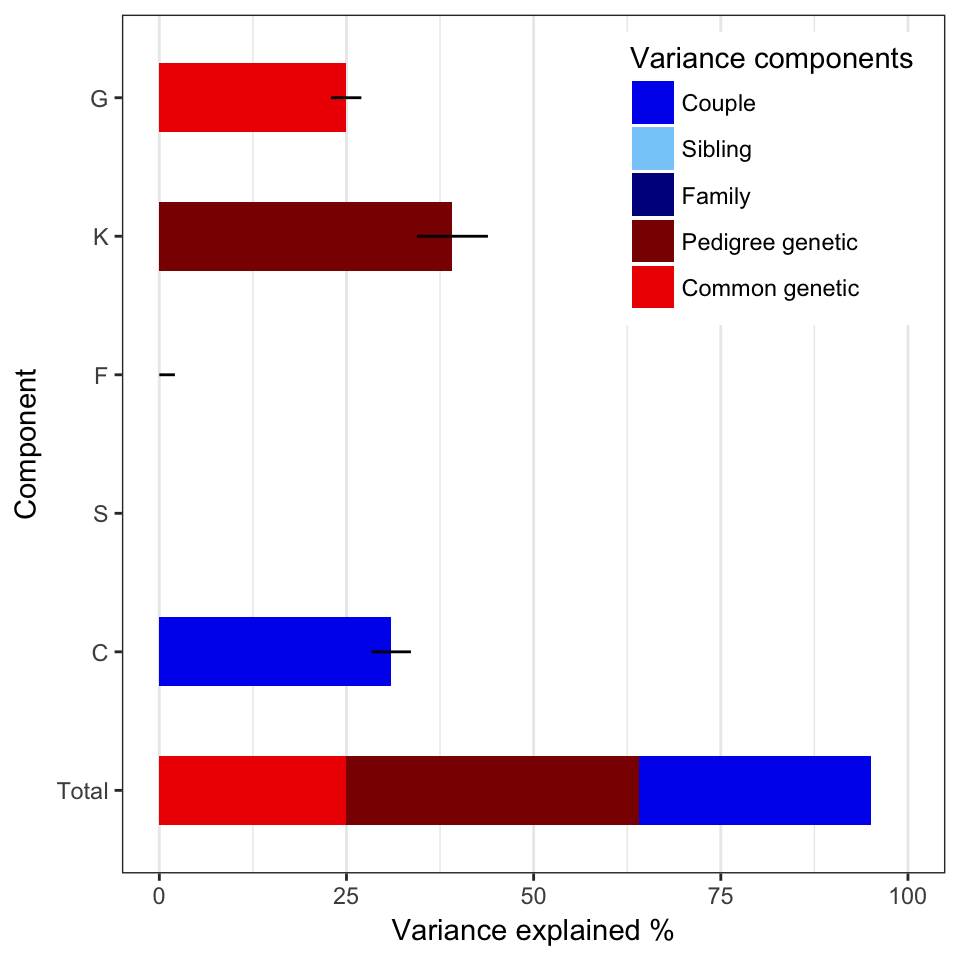 Variance components
Couple
Sibling
Family
Pedigree genetic
Common genetic
G
K
F
S
C
Total
Component
0 25 50 75 100
Variance explained %